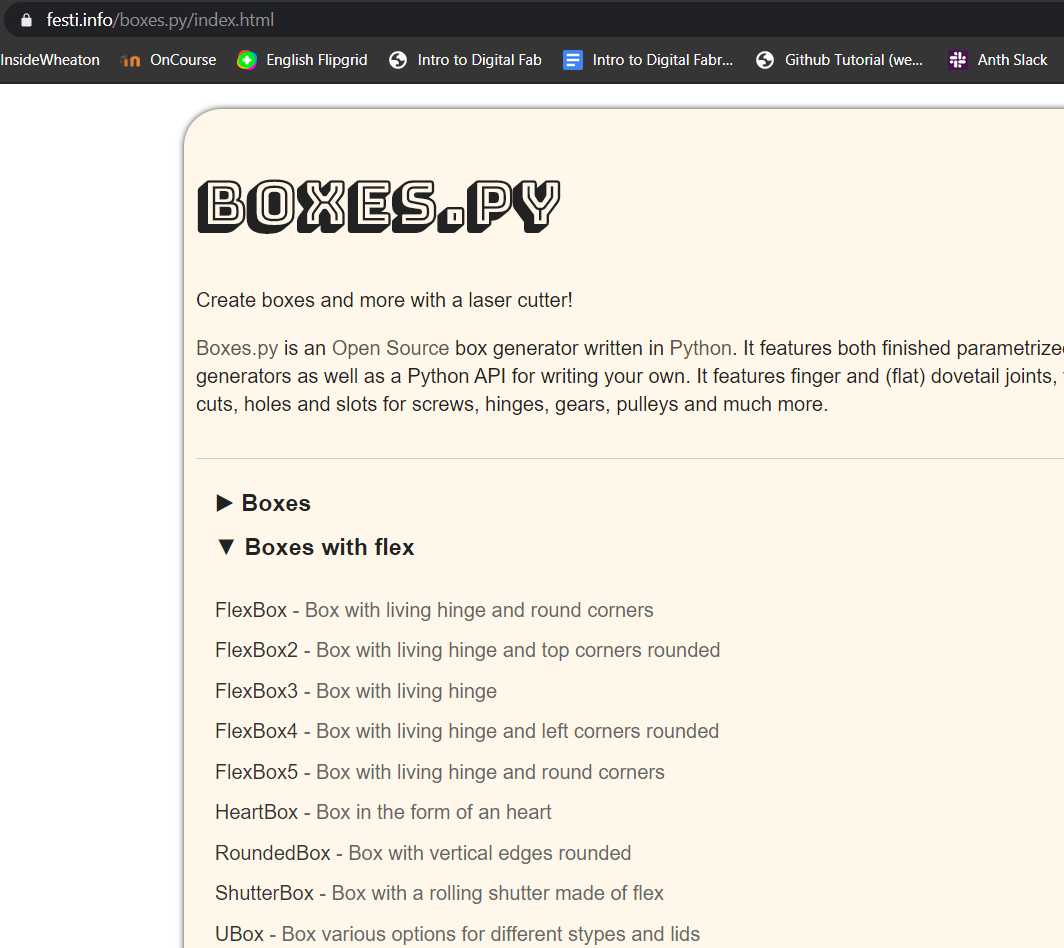 festi.info/boxes.py/index.html
InsideWheaton OnCourse English Flipgrid Intro to Digital Fab Intro to Digital Fabr... Github Tutorial (we... Anth Slack
BOXES.PY
Create boxes and more with a laser cutter!
Boxes.py is an Open Source box generator written in Python. It features both finished parametrized
generators as well as a Python API for writing your own. It features finger and (flat) dovetail joints,
cuts, holes and slots for screws, hinges, gears, pulleys and much more.
▶ Boxes
▼ Boxes with flex
FlexBox - Box with living hinge and round corners
FlexBox2 - Box with living hinge and top corners rounded
FlexBox3 - Box with living hinge
FlexBox4 - Box with living hinge and left corners rounded
FlexBox5 - Box with living hinge and round corners
HeartBox - Box in the form of an heart
RoundedBox - Box with vertical edges rounded
ShutterBox - Box with a rolling shutter made of flex
UBox - Box various options for different stypes and lids